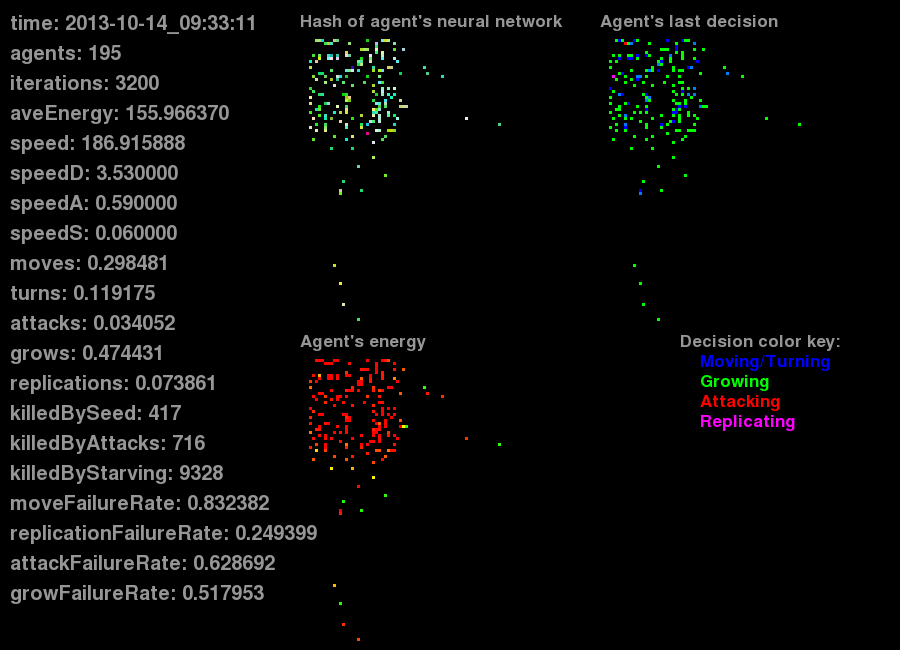 time: 2013-10-14_09:33:11
agents: 195
iterations: 3200
aveEnergy: 155.966370
speed: 186.915888
speedD: 3.530000
speedA: 0.590000
speedS: 0.060000
moves: 0.298481
turns: 0.119175
attacks: 0.034052
grows: 0.474431
replications: 0.073861
killedBySeed: 417
killedByAttacks: 716
killedByStarving: 9328
moveFailureRate: 0.832382
replicationFailureRate: 0.249399
attackFailureRate: 0.628692
growFailureRate: 0.517953
Hash of agent's neural network
Agent's last decision
Agent's energy
Decision color key:
Moving/Turning
Growing
Attacking
Replicating